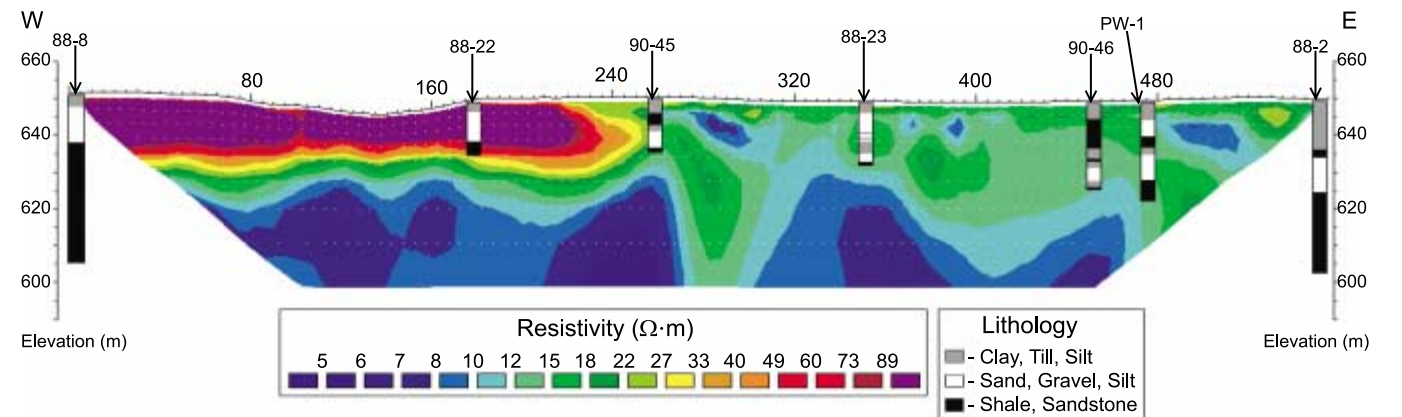 W E
PW-1
88-8 88-22 90-45 88-23 90-46 88-2
660 80 160 240 320 400 480 660
640 640
620 620
600 600
Elevation (m) Elevation (m)
Resistivity (Ω·m)
5 6 7 8 10 12 15 18 22 27 33 40 49 60 73 89
Lithology
- Clay, Till, Silt
- Sand, Gravel, Silt
- Shale, Sandstone